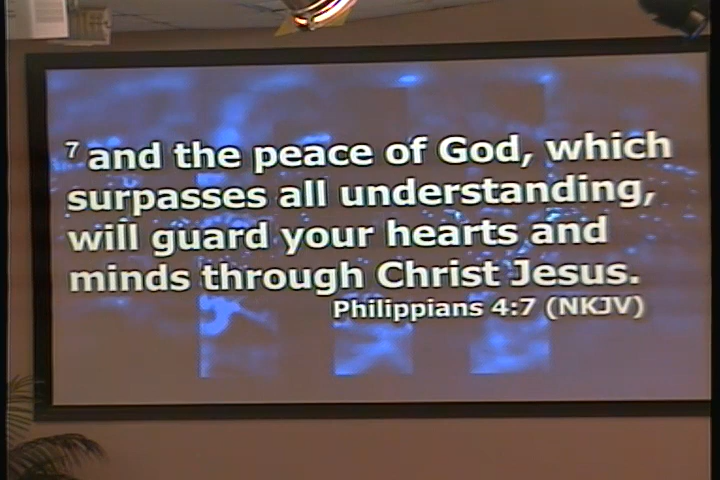 7 and the peace of God, which
surpasses all understanding,
will guard your hearts and
minds through Christ Jesus.
Philippians 4:7 (NKJV)